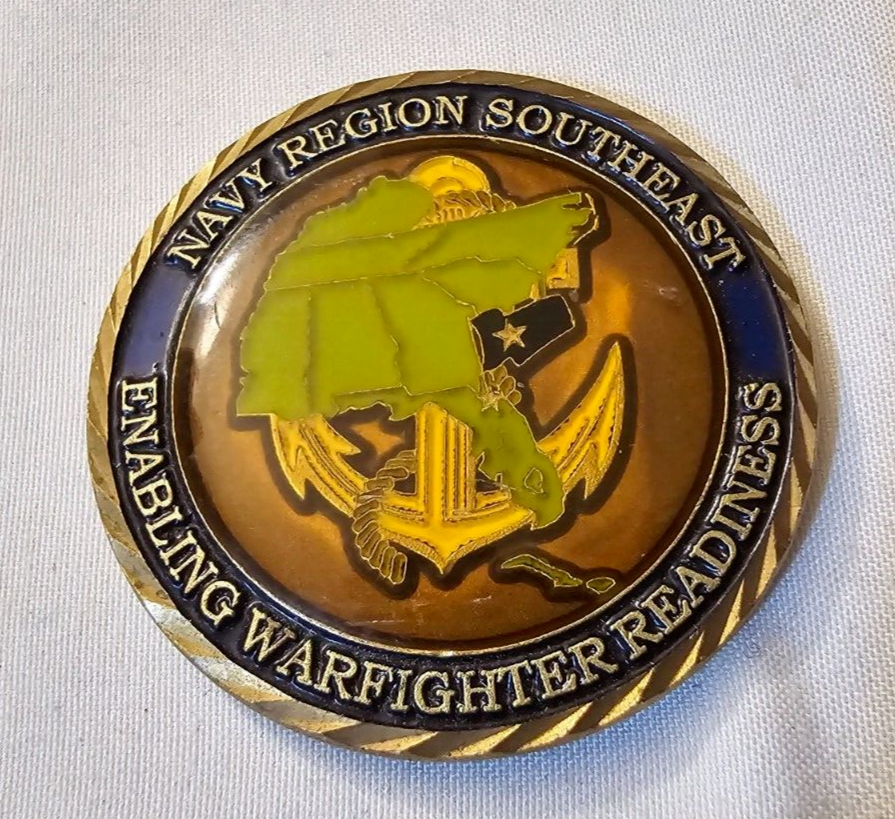 NAVY REGION SOUTHEAST
ENABLING WARFIGHTER READINESS